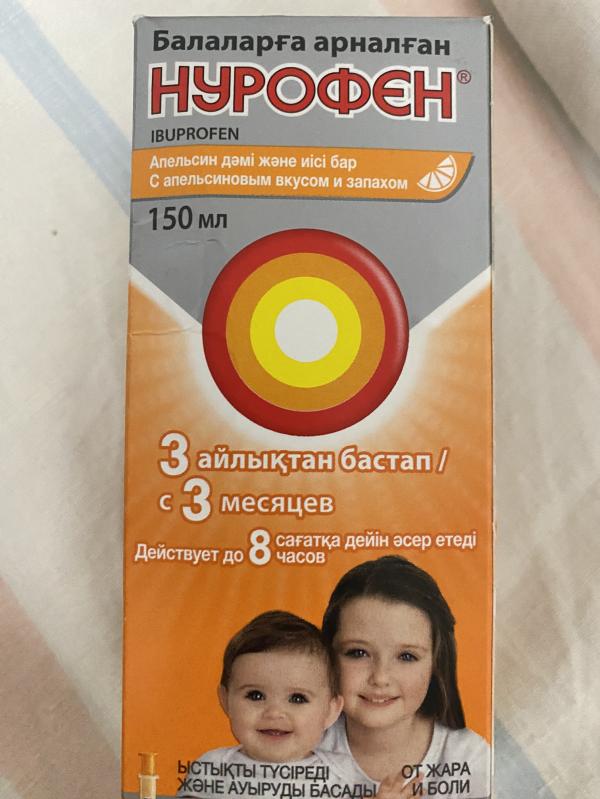 Балаларға арналған
НУРОФЕН®
IBUPROFEN
Апельсин дәмі және иісі бар
С апельсиновым вкусом и запахом
150 мл
3 айлықтан бастап /
с 3 месяцев
Действует до 8 сағатқа дейін әсер етеді
часов
ЫСТЫҚТЫ ТҮСІРЕДІ ОТ ЖАРА
ЖӘНЕ АУЫРУДЫ БАСАДЫ И БОЛИ